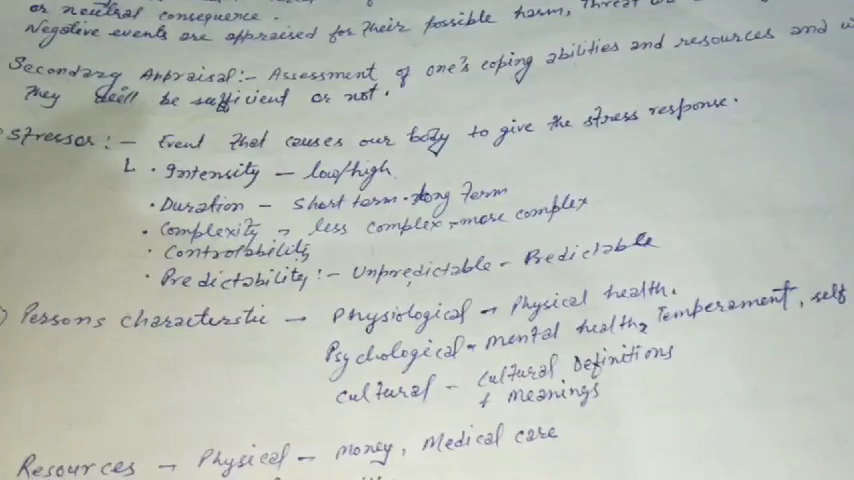 or neutral consequence.
Negative events are appraised for their possible harm, Threat
Secondary Appraisal:- Assessment of one's coping abilities and resources and
They will be sufficient or not.
Stressor: - Event that causes our body to give the stress response.
L . Intensity - low/high
. Duration - Short term - long Term
. Complexity - less complex - more complex
. Controlability
. Predictability :- Unpredictable - Predictable
) Persons characterstic → Physiological → Physical health.
Psychological - Mental health, Temperament, self
Cultural - Cultural Definitions
+ Meanings
Resources → Physical - Money, Medical care